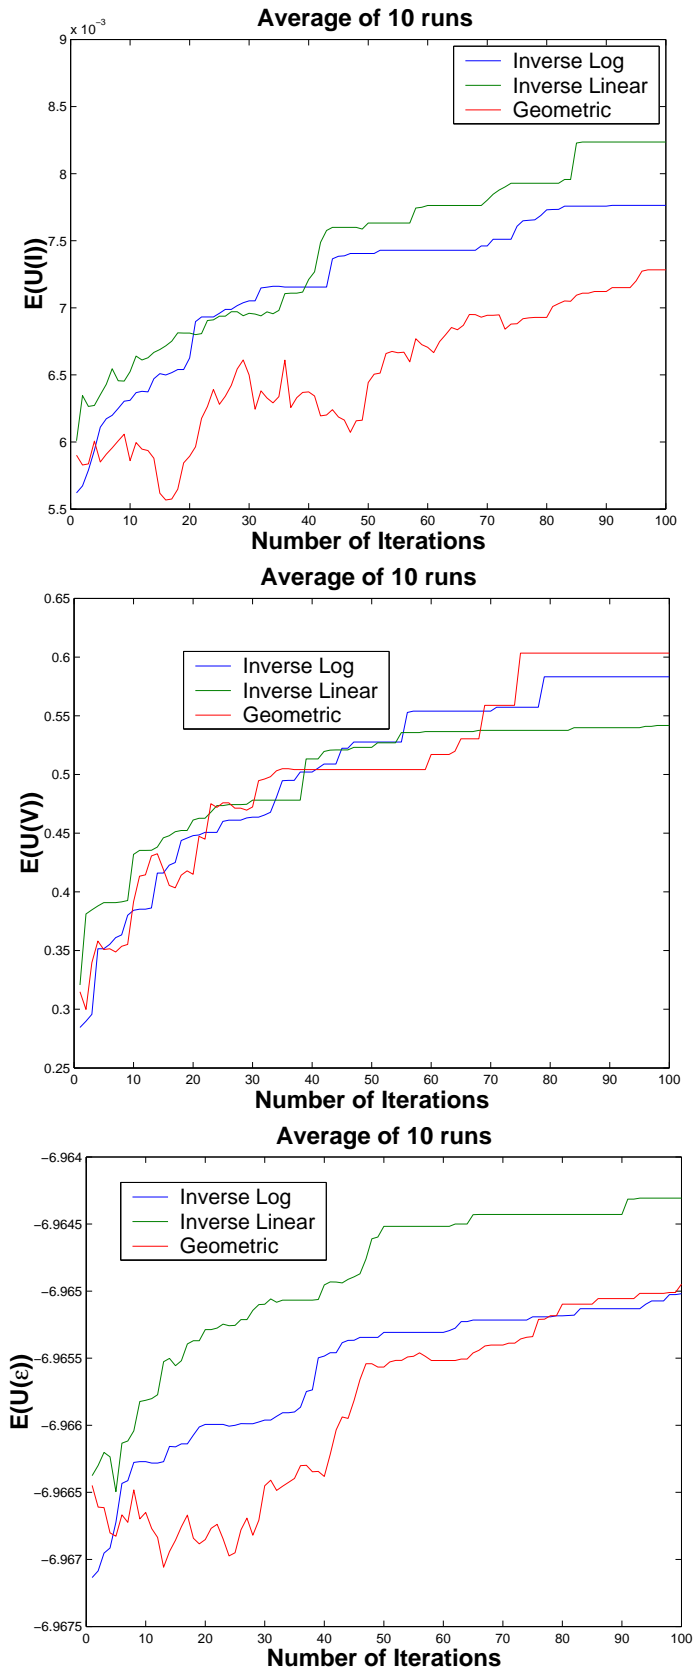 Average of 10 runs
x 10⁻³
9
8.5
8
7.5
7
6.5
6
5.5
E(U(I))
Inverse Log
Inverse Linear
Geometric
0 10 20 30 40 50 60 70 80 90 100
Number of Iterations
Average of 10 runs
0.65
0.6
0.55
0.5
0.45
0.4
0.35
0.3
0.25
E(U(V))
Inverse Log
Inverse Linear
Geometric
0 10 20 30 40 50 60 70 80 90 100
Number of Iterations
Average of 10 runs
−6.964
−6.9645
−6.965
−6.9655
−6.966
−6.9665
−6.967
−6.9675
E(U(ε))
Inverse Log
Inverse Linear
Geometric
0 10 20 30 40 50 60 70 80 90 100
Number of Iterations